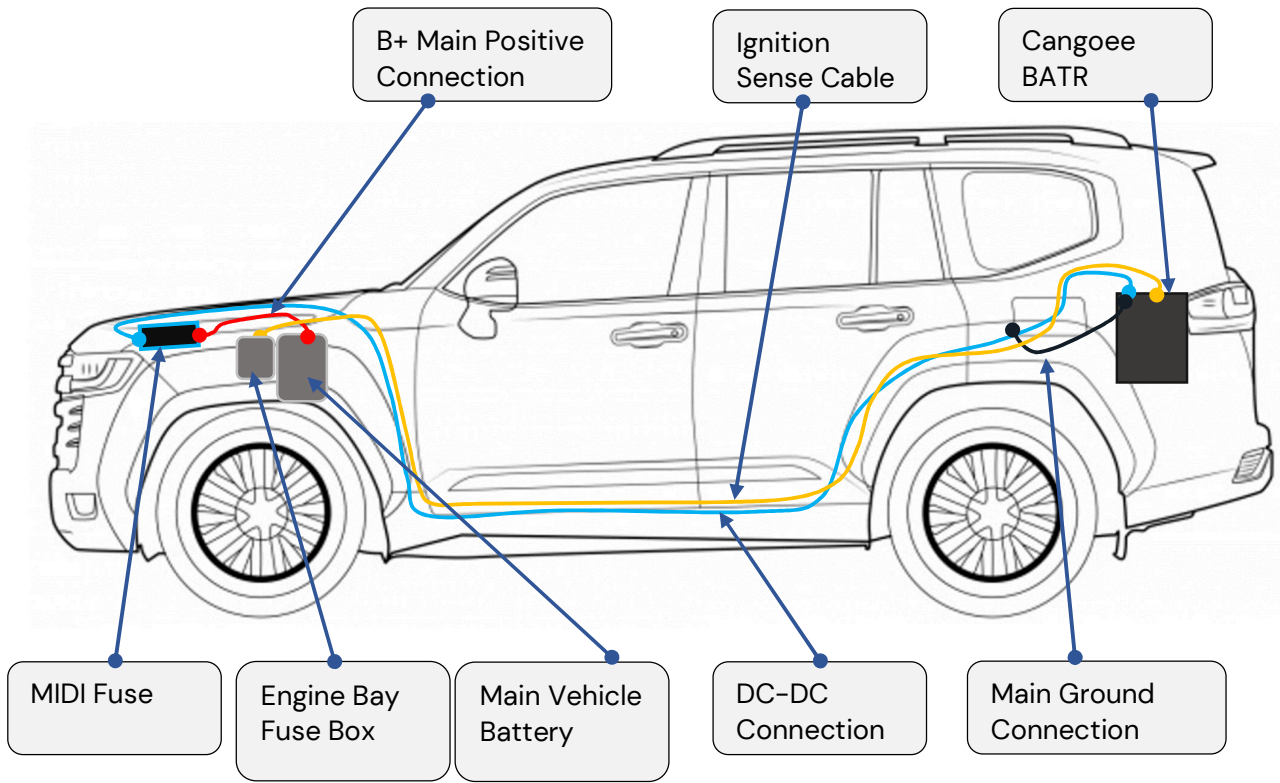 B+ Main Positive
Connection
Ignition
Sense Cable
Cangoee
BATR
MIDI Fuse
Engine Bay
Fuse Box
Main Vehicle
Battery
DC-DC
Connection
Main Ground
Connection